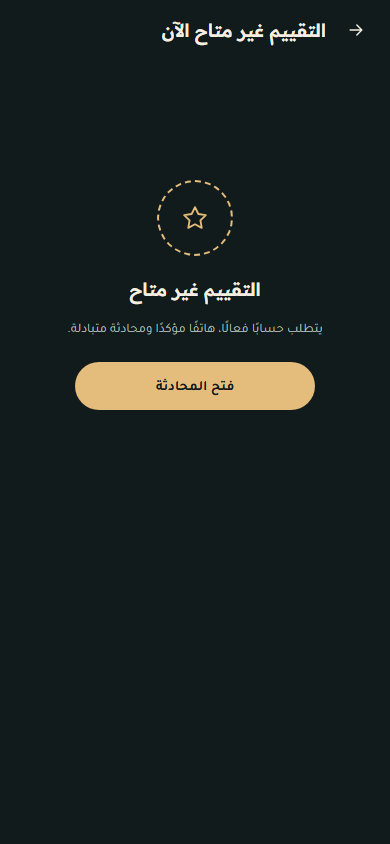 التقييم غير متاح الآن
التقييم غير متاح
يتطلب حسابًا فعالًا، هاتفًا مؤكدًا ومحادثة متبادلة.
فتح المحادثة